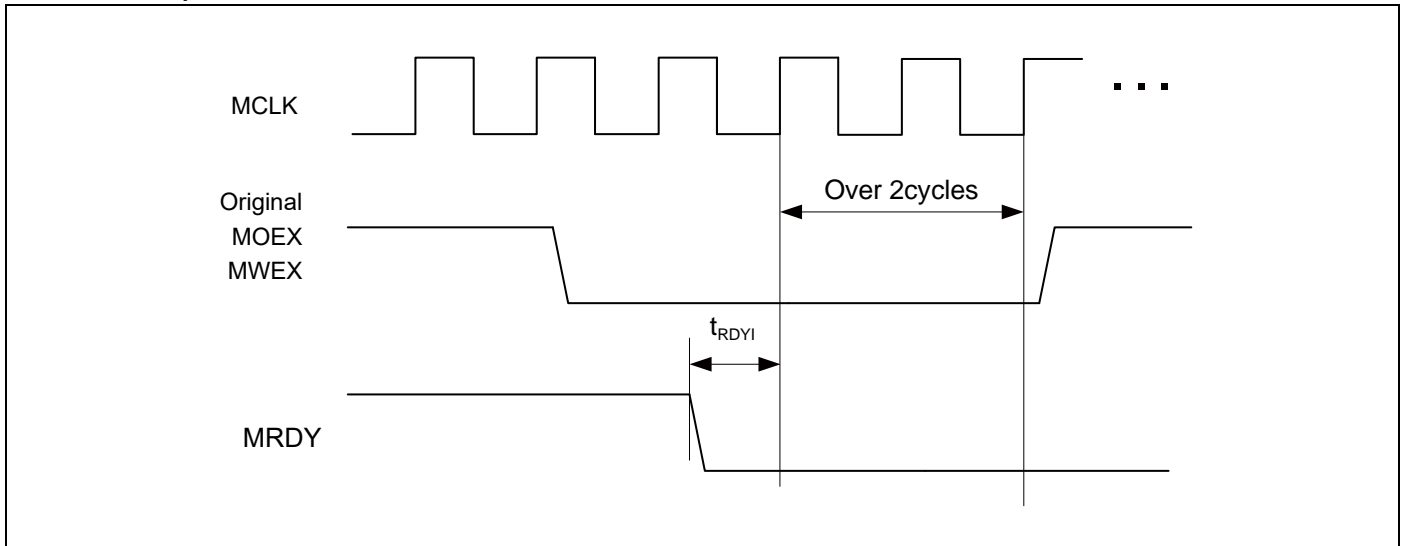 MCLK
Over 2cycles
Original
MOEX
MWEX
tRDYI
MRDY